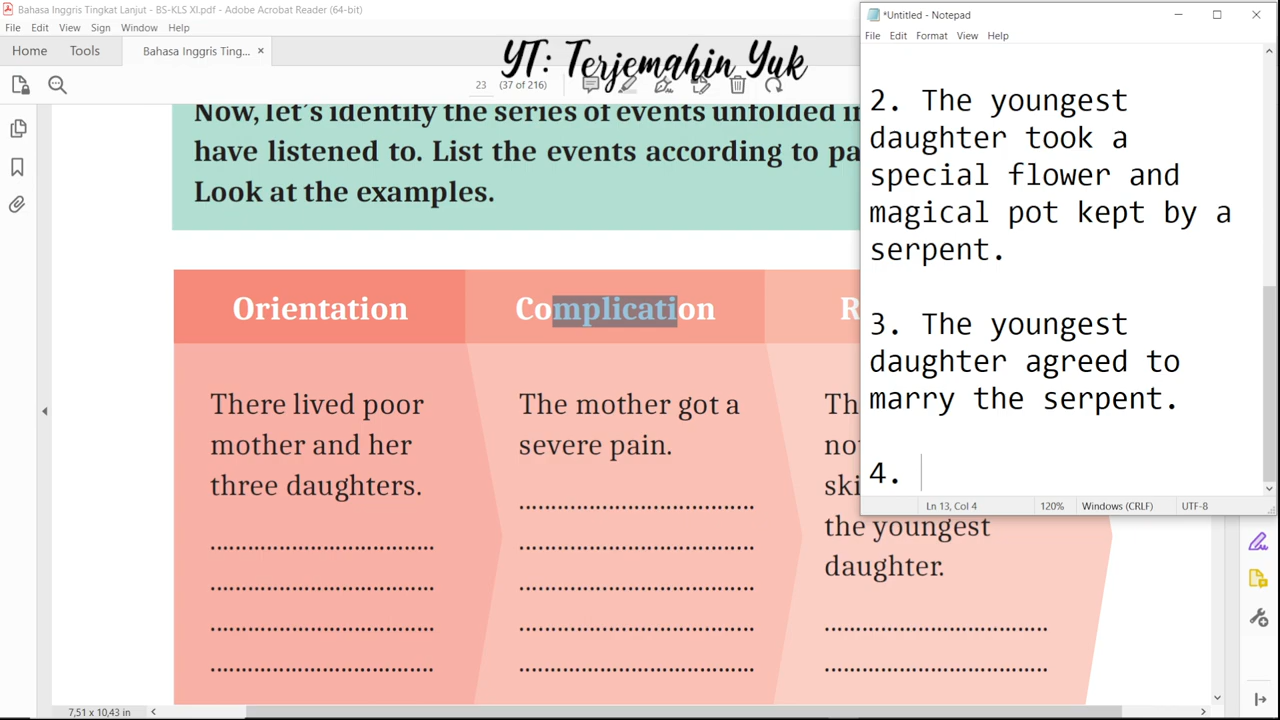 Bahasa Inggris Tingkat Lanjut - BS-KLS XI.pdf - Adobe Acrobat Reader (64-bit)
File Edit View Sign Window Help
Home Tools Bahasa Inggris Ting... ×
YT: Terjemahin Yuk
23 (37 of 216)
Now, let's identify the series of events unfolded in
have listened to. List the events according to pa
Look at the examples.
Orientation Complication R
There lived poor
mother and her
three daughters.
The mother got a
severe pain.
Th
no
ski
the youngest
daughter.
7,51 x 10,43 in
*Untitled - Notepad
File Edit Format View Help
2. The youngest
daughter took a
special flower and
magical pot kept by a
serpent.
3. The youngest
daughter agreed to
marry the serpent.
4.
Ln 13, Col 4 120% Windows (CRLF) UTF-8